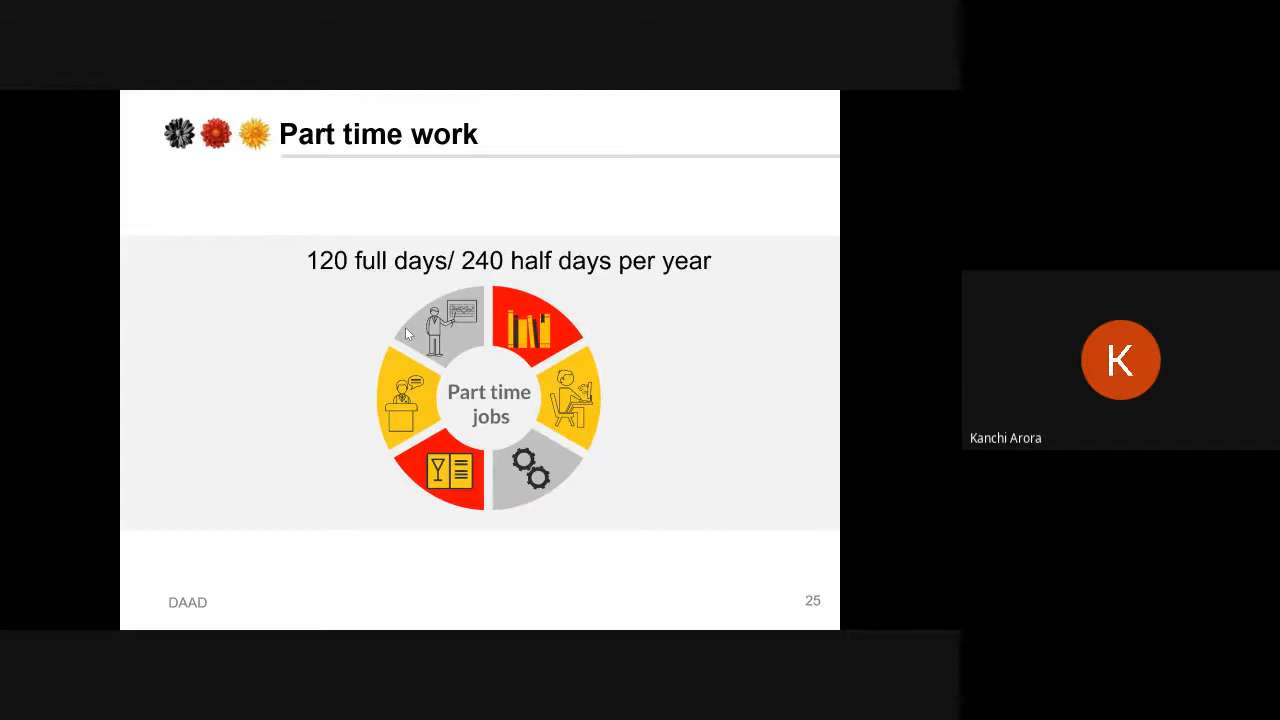 Part time work
120 full days/ 240 half days per year
Part time
jobs
DAAD
25
K
Kanchi Arora